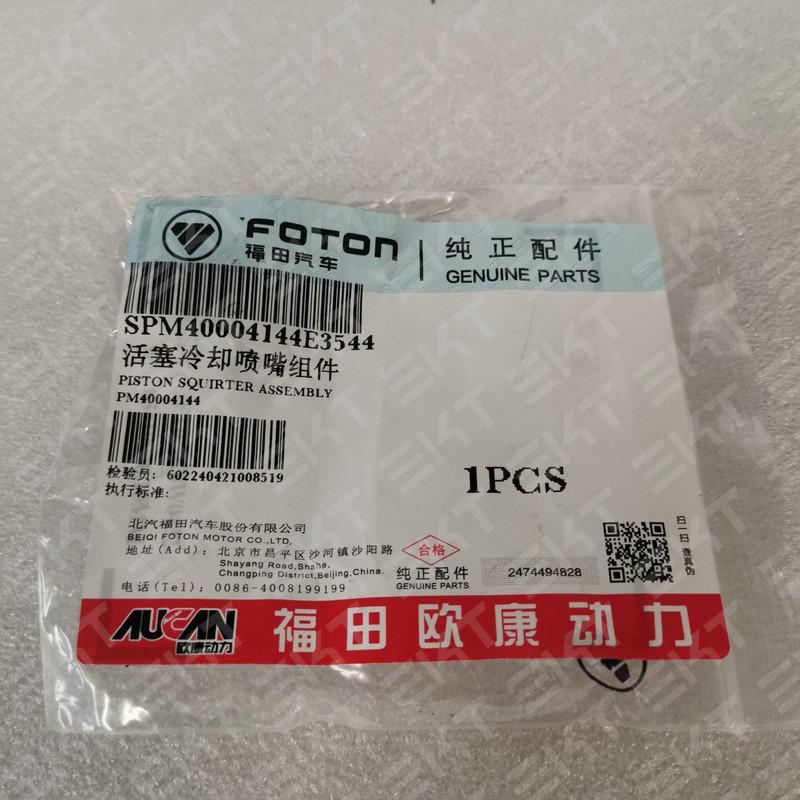 FOTON
福田汽车
纯正配件
GENUINE PARTS
SPM40004144E3544
活塞冷却喷嘴组件
PISTON SQUIRTER ASSEMBLY
PM40004144
检验员: 602240421008519
执行标准:
1PCS
北汽福田汽车股份有限公司
BEIQI FOTON MOTOR CO.,LTD.
地址(Add): 北京市昌平区沙河镇沙阳路
Shayang Road,Shahe,
Changping District,Beijing,China.
电话(Tel): 0086-4008199199
合格
纯正配件
GENUINE PARTS
2474494828
扫一扫 查真伪
AUCAN
欧康动力
福田欧康动力
EKT